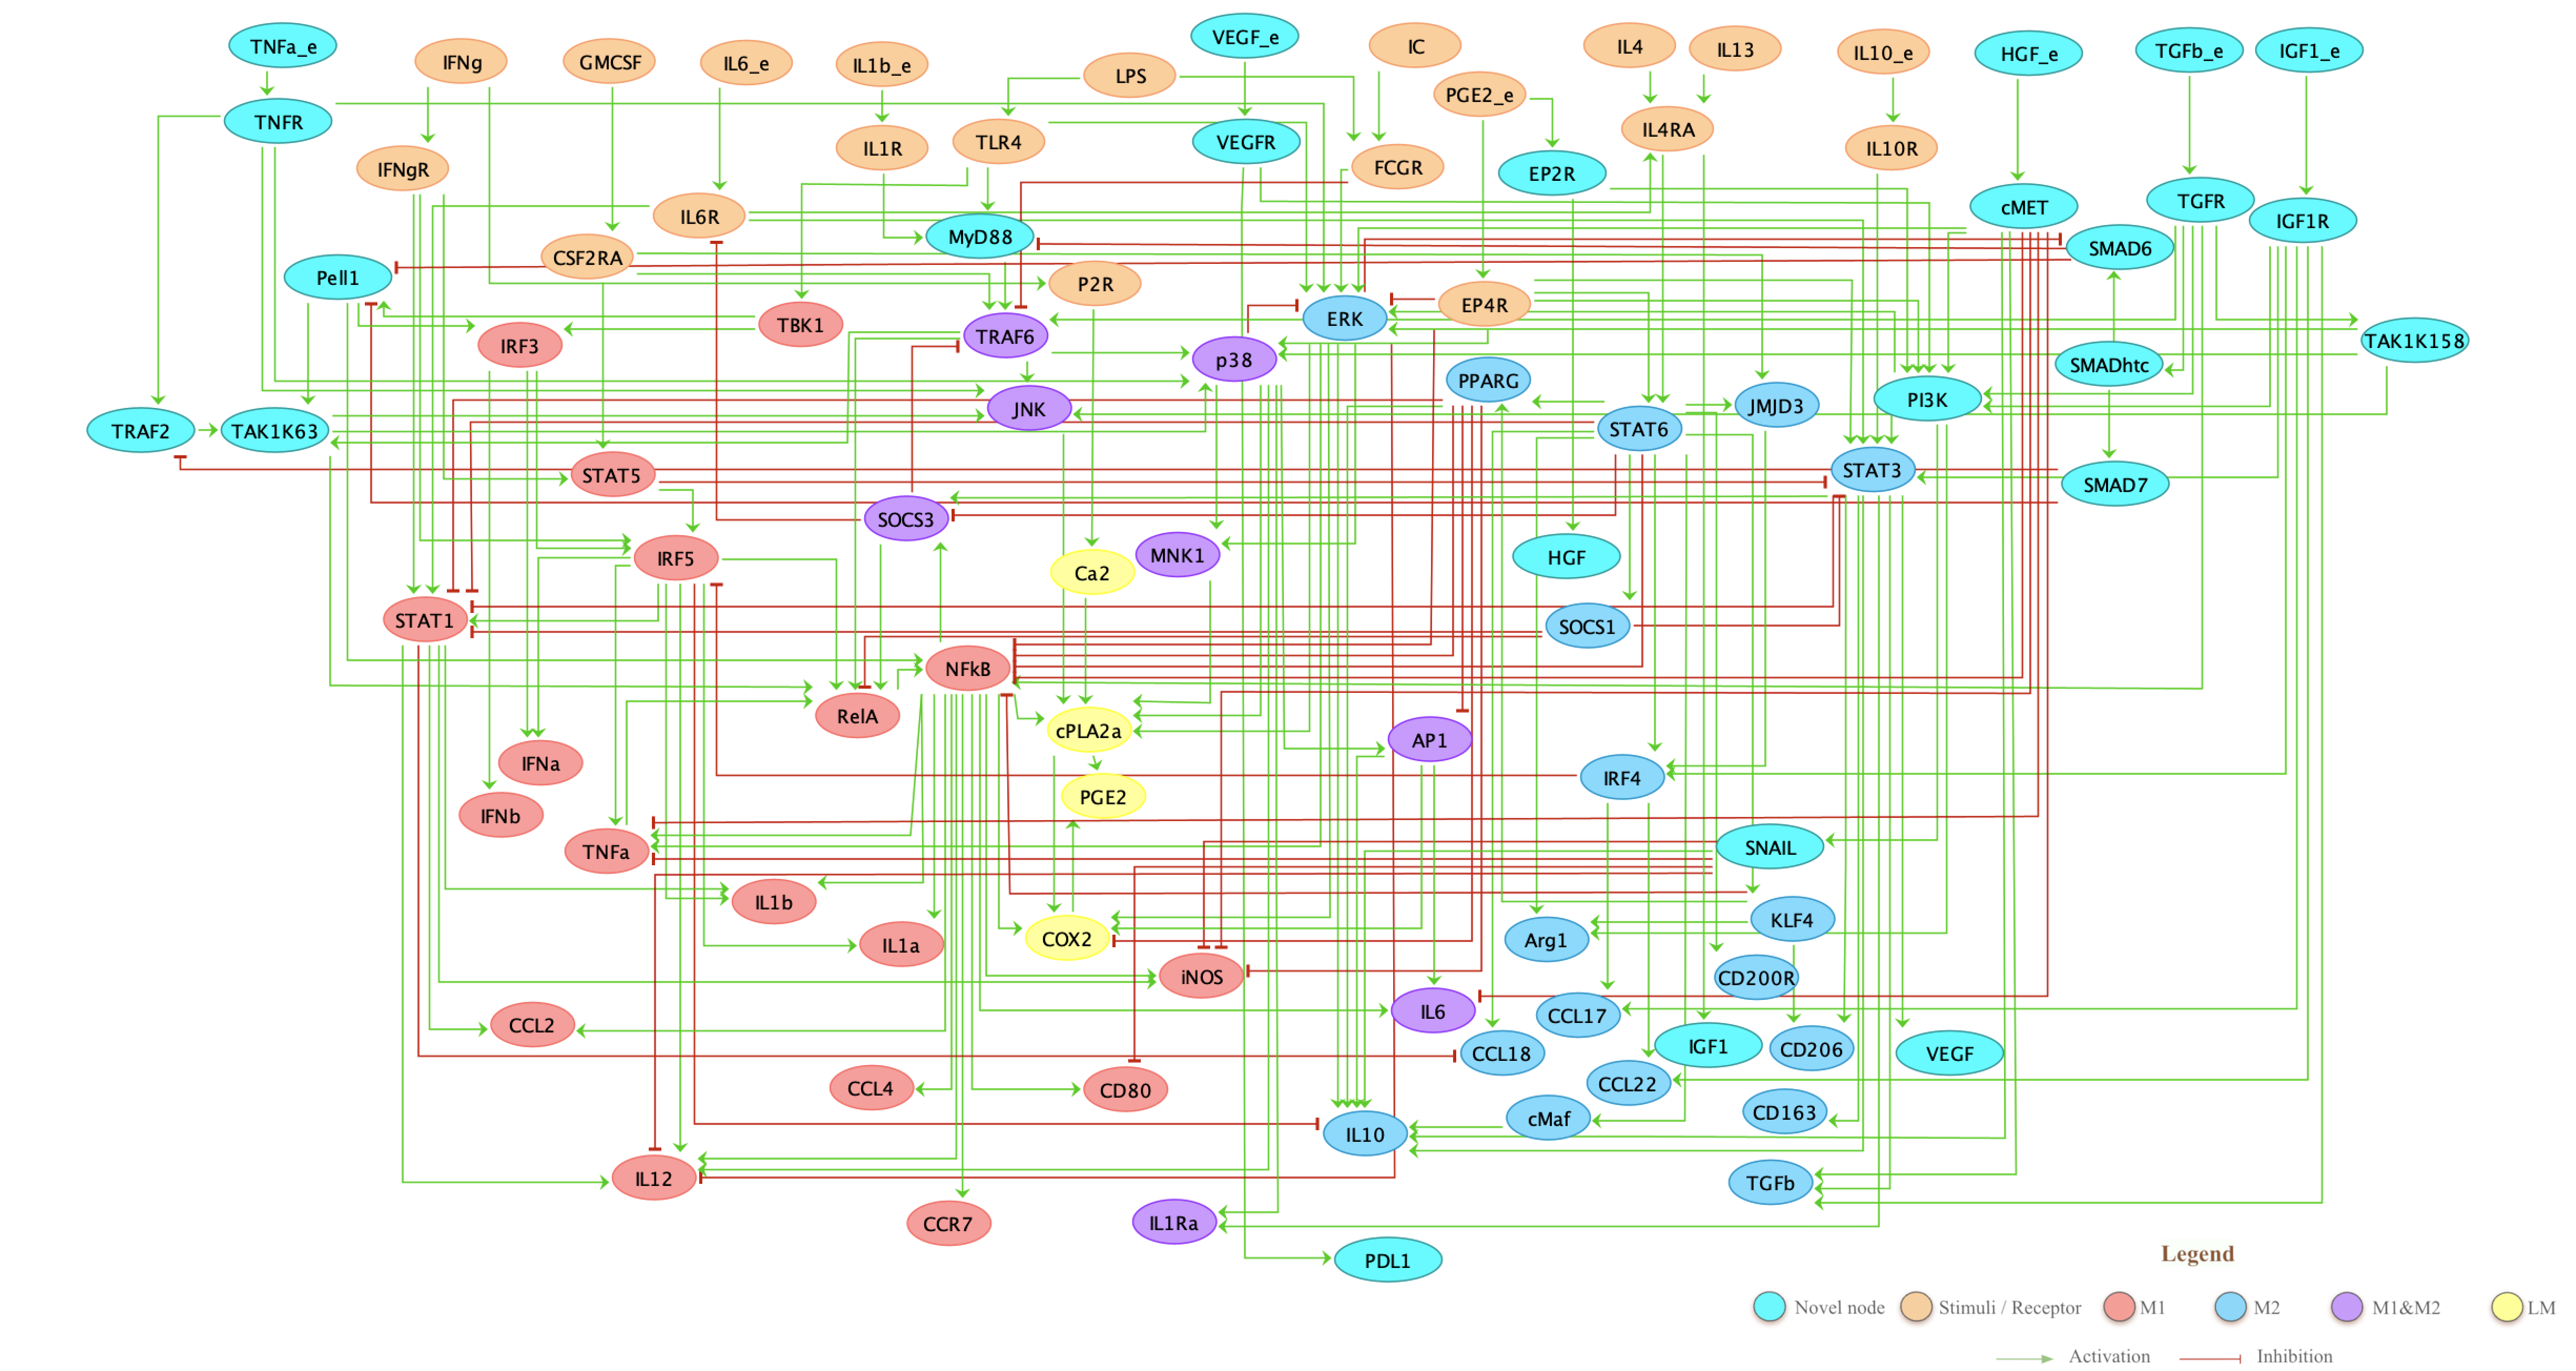 TNFa_e
IFNg
GMCSF
IL6_e
IL1b_e
LPS
VEGF_e
IC
PGE2_e
IL4
IL13
IL10_e
HGF_e
TGFb_e
IGF1_e
TNFR
IFNgR
IL1R
TLR4
VEGFR
FCGR
EP2R
IL4RA
IL10R
IL6R
CSF2RA
MyD88
cMET
TGFR
IGF1R
SMAD6
Pell1
P2R
EP4R
ERK
TBK1
TRAF6
IRF3
p38
PPARG
SMADhtc
TAK1K158
JNK
JMJD3
PI3K
TRAF2
TAK1K63
STAT6
STAT5
STAT3
SMAD7
SOCS3
IRF5
Ca2
MNK1
HGF
STAT1
SOCS1
NFkB
RelA
cPLA2a
AP1
IFNa
IRF4
IFNb
PGE2
TNFa
SNAIL
IL1b
KLF4
IL1a
COX2
Arg1
iNOS
CD200R
CCL2
IL6
CCL17
CCL18
IGF1
CD206
VEGF
CCL4
CD80
CCL22
CD163
IL10
cMaf
IL12
TGFb
CCR7
IL1Ra
PDL1
Legend
Novel node
Stimuli / Receptor
M1
M2
M1&M2
LM
Activation
Inhibition